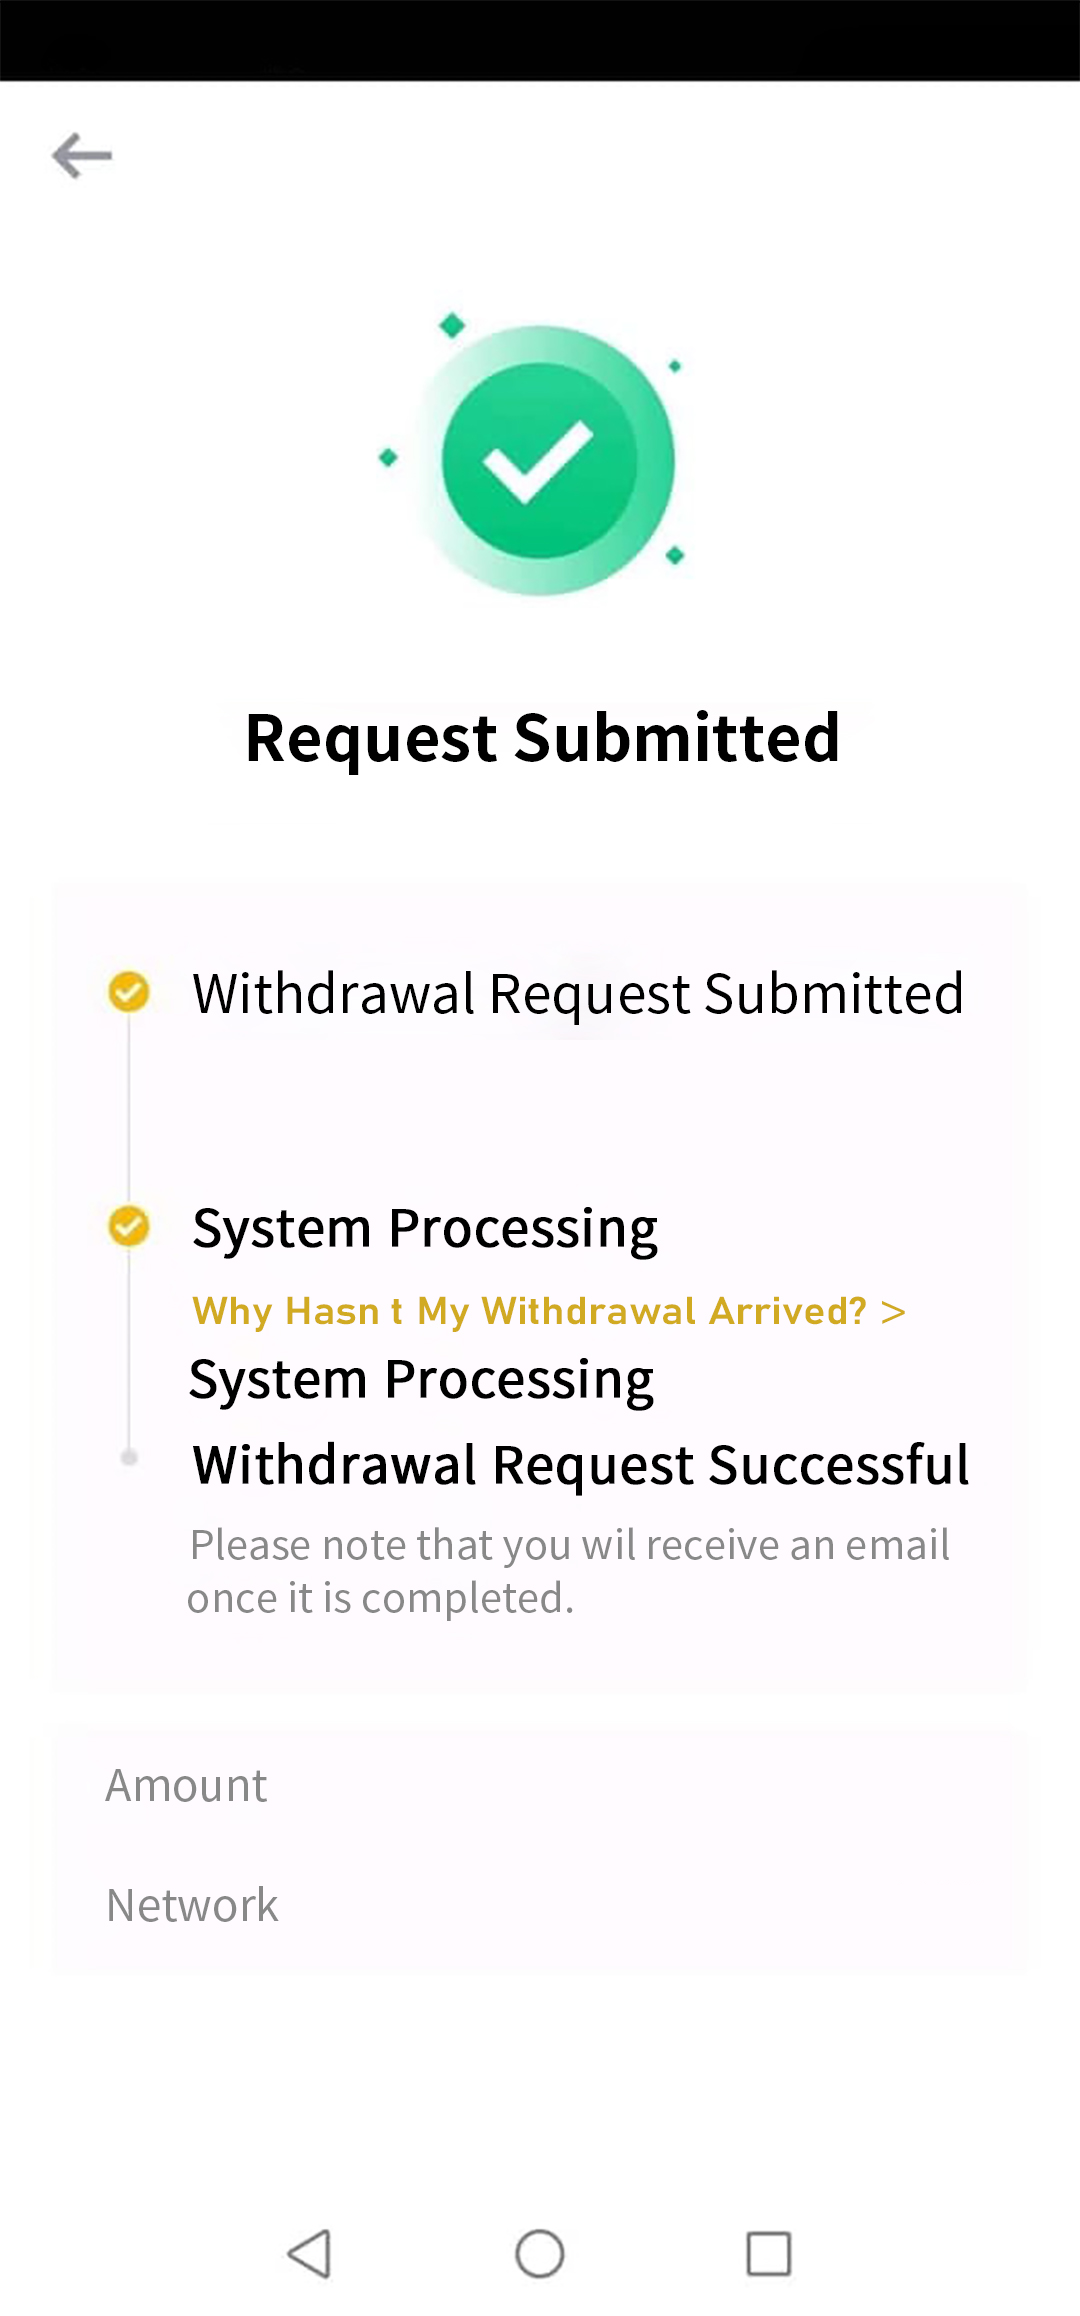 Request Submitted
Withdrawal Request Submitted
System Processing
Why Hasn t My Withdrawal Arrived? >
System Processing
Withdrawal Request Successful
Please note that you wil receive an email
once it is completed.
Amount
Network